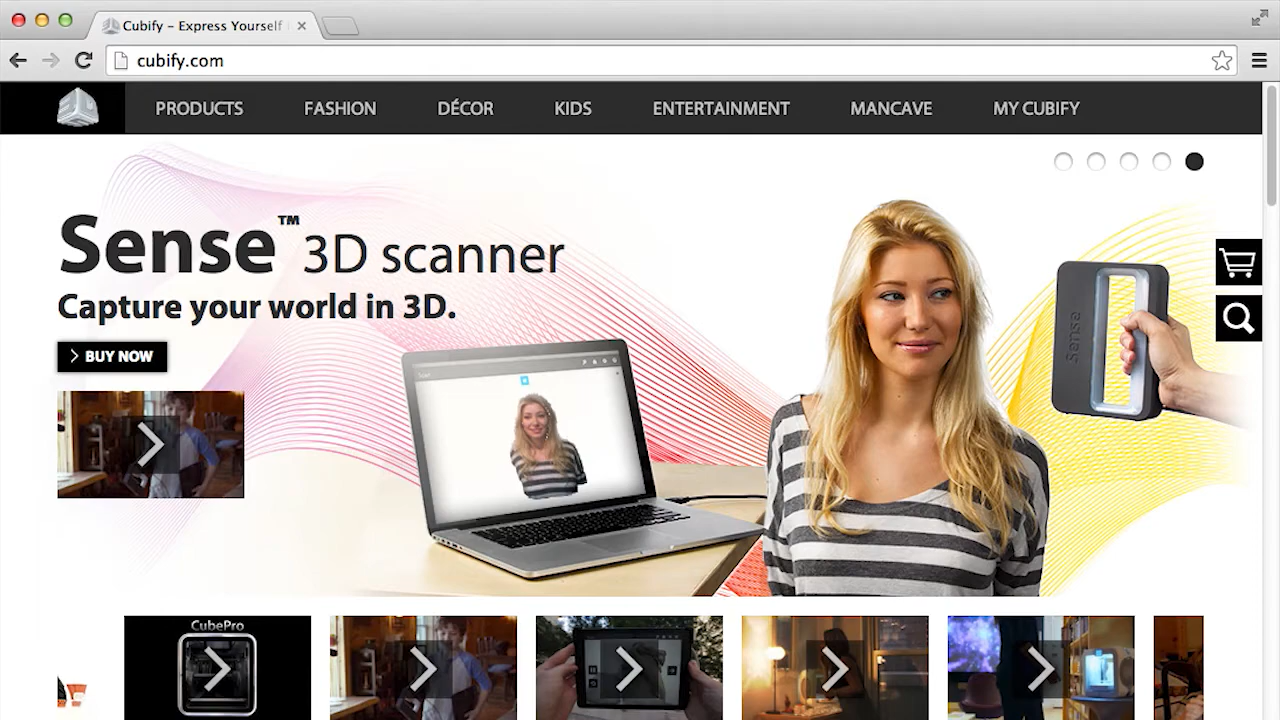 Cubify – Express Yourself
cubify.com
PRODUCTS FASHION DÉCOR KIDS ENTERTAINMENT MANCAVE MY CUBIFY
Sense™ 3D scanner
Capture your world in 3D.
BUY NOW
Sense
CubePro